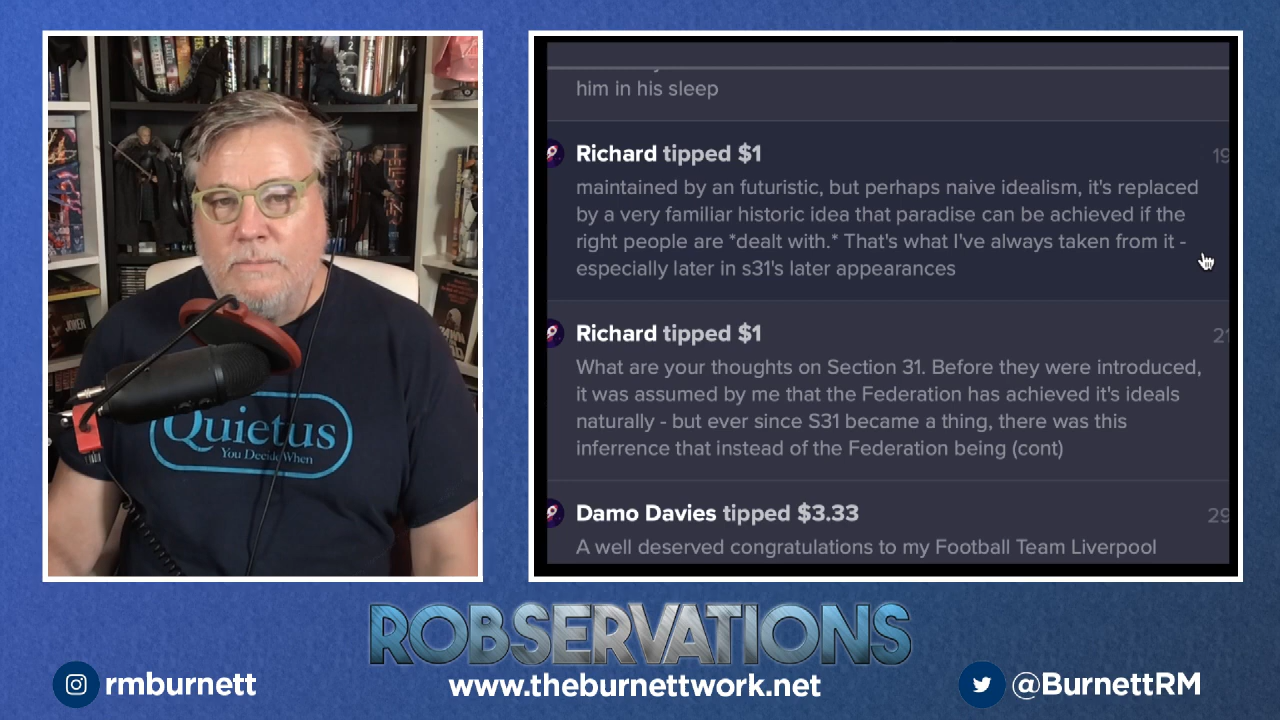 him in his sleep
Richard tipped $1
19
maintained by an futuristic, but perhaps naive idealism, it's replaced
by a very familiar historic idea that paradise can be achieved if the
right people are *dealt with.* That's what I've always taken from it -
especially later in s31's later appearances
Richard tipped $1
21
What are your thoughts on Section 31. Before they were introduced,
it was assumed by me that the Federation has achieved it's ideals
naturally - but ever since S31 became a thing, there was this
inferrence that instead of the Federation being (cont)
Damo Davies tipped $3.33
29
A well deserved congratulations to my Football Team Liverpool
JOKER
Quietus
You Decide When
ROBSERVATIONS
rmburnett
www.theburnettwork.net
@BurnettRM